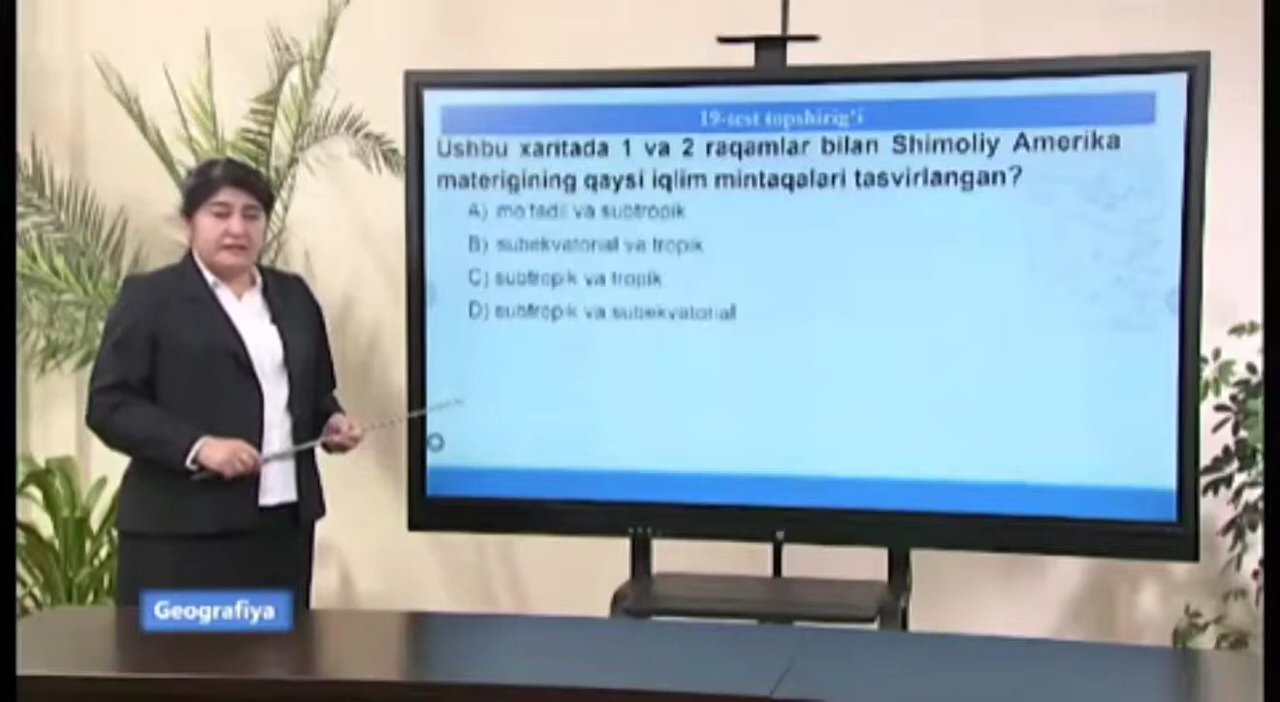 19-test topshirig'i
Ushbu xaritada 1 va 2 raqamlar bilan Shimoliy Amerika
materigining qaysi iqlim mintaqalari tasvirlangan?
A) mo'tadil va subtropik
B) subekvatorial va tropik
C) subtropik va tropik
D) subtropik va subekvatorial
Geografiya